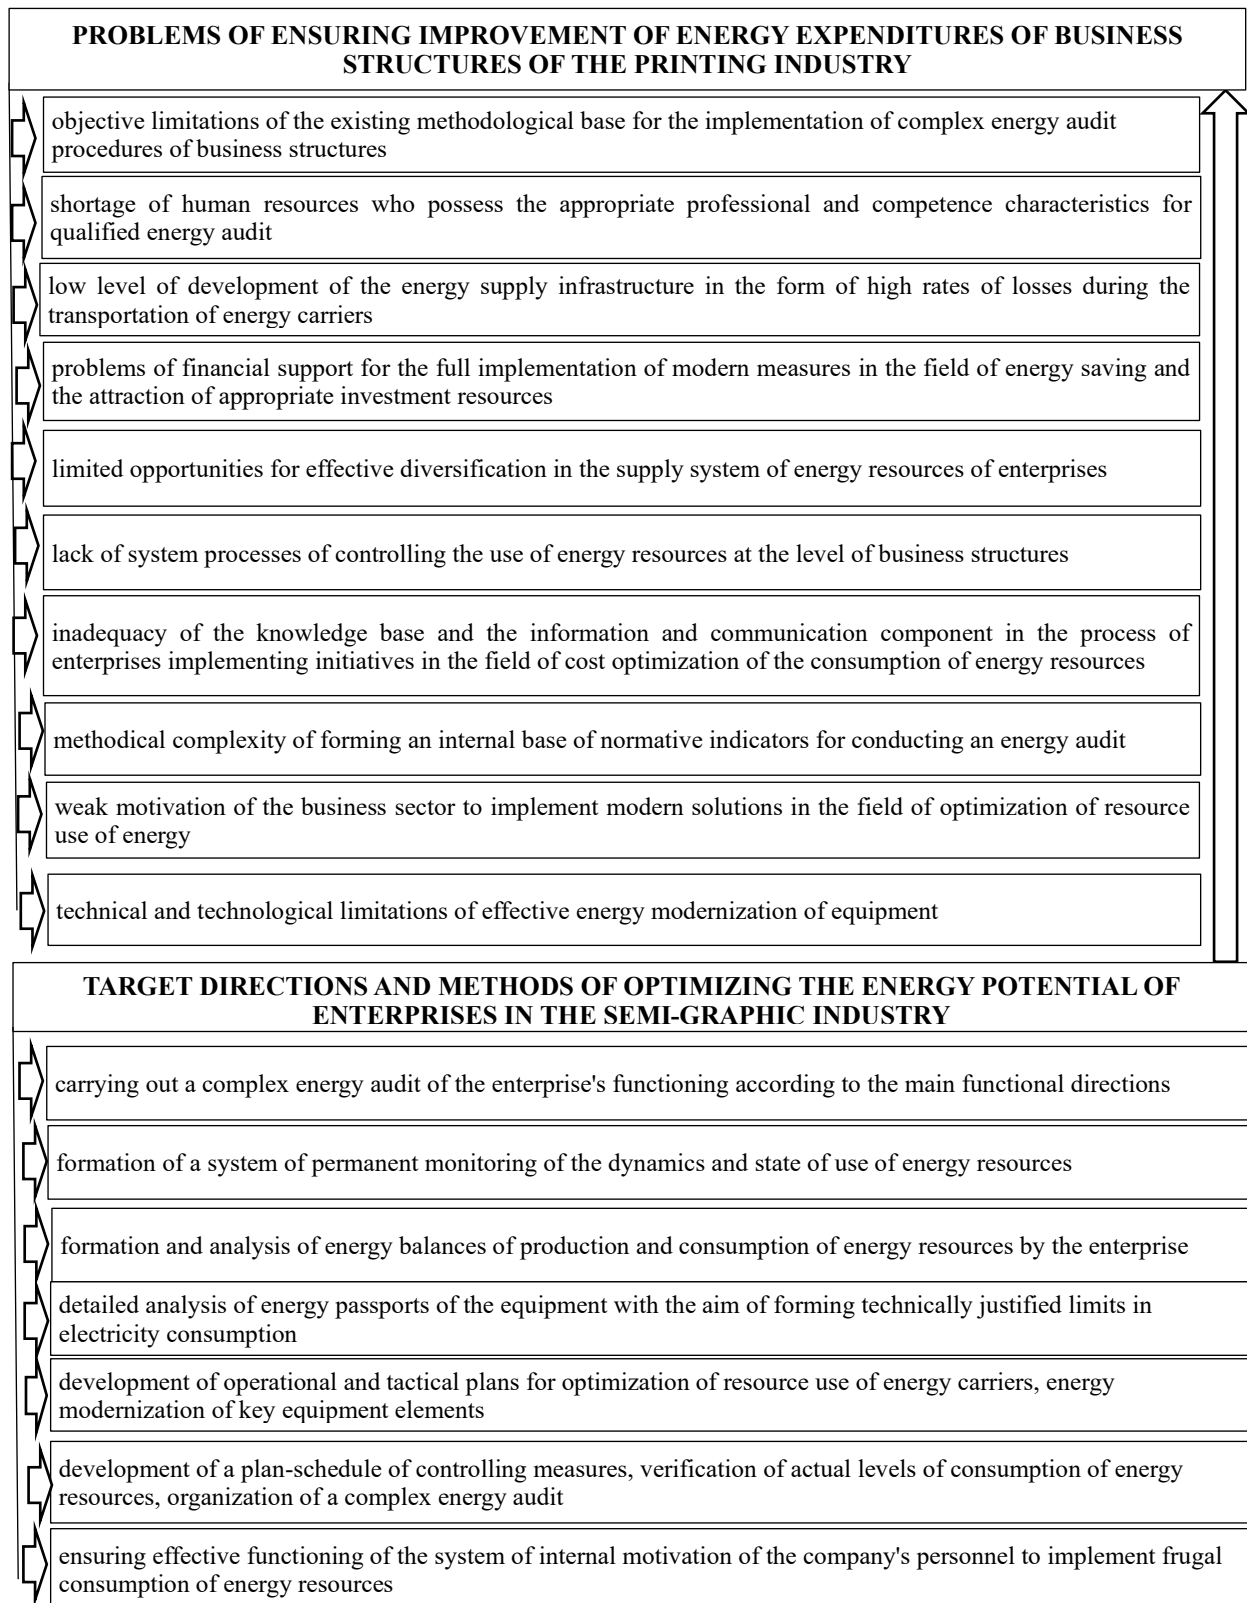 PROBLEMS OF ENSURING IMPROVEMENT OF ENERGY EXPENDITURES OF BUSINESS
STRUCTURES OF THE PRINTING INDUSTRY
objective limitations of the existing methodological base for the implementation of complex energy audit
procedures of business structures
shortage of human resources who possess the appropriate professional and competence characteristics for
qualified energy audit
low level of development of the energy supply infrastructure in the form of high rates of losses during the
transportation of energy carriers
problems of financial support for the full implementation of modern measures in the field of energy saving and
the attraction of appropriate investment resources
limited opportunities for effective diversification in the supply system of energy resources of enterprises
lack of system processes of controlling the use of energy resources at the level of business structures
inadequacy of the knowledge base and the information and communication component in the process of
enterprises implementing initiatives in the field of cost optimization of the consumption of energy resources
methodical complexity of forming an internal base of normative indicators for conducting an energy audit
weak motivation of the business sector to implement modern solutions in the field of optimization of resource
use of energy
technical and technological limitations of effective energy modernization of equipment
TARGET DIRECTIONS AND METHODS OF OPTIMIZING THE ENERGY POTENTIAL OF
ENTERPRISES IN THE SEMI-GRAPHIC INDUSTRY
carrying out a complex energy audit of the enterprise's functioning according to the main functional directions
formation of a system of permanent monitoring of the dynamics and state of use of energy resources
formation and analysis of energy balances of production and consumption of energy resources by the enterprise
detailed analysis of energy passports of the equipment with the aim of forming technically justified limits in
electricity consumption
development of operational and tactical plans for optimization of resource use of energy carriers, energy
modernization of key equipment elements
development of a plan-schedule of controlling measures, verification of actual levels of consumption of energy
resources, organization of a complex energy audit
ensuring effective functioning of the system of internal motivation of the company's personnel to implement frugal
consumption of energy resources